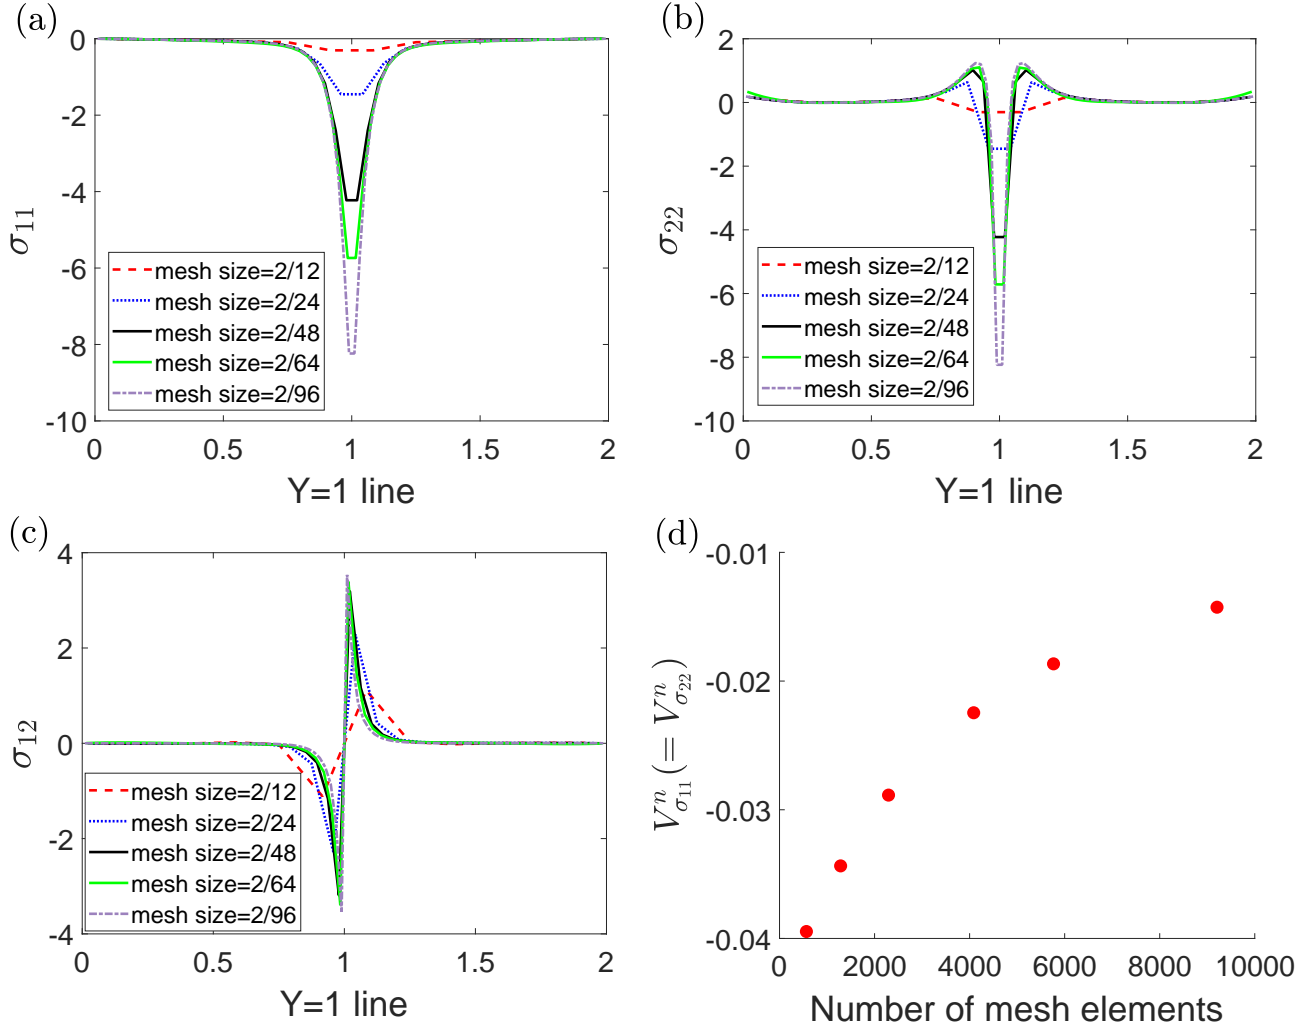 (a)
0
-2
-4
-6
-8
-10
σ11
mesh size=2/12
mesh size=2/24
mesh size=2/48
mesh size=2/64
mesh size=2/96
0 0.5 1 1.5 2
Y=1 line
(b)
2
0
-2
-4
-6
-8
-10
σ22
mesh size=2/12
mesh size=2/24
mesh size=2/48
mesh size=2/64
mesh size=2/96
0 0.5 1 1.5 2
Y=1 line
(c)
4
2
0
-2
-4
σ12
mesh size=2/12
mesh size=2/24
mesh size=2/48
mesh size=2/64
mesh size=2/96
0 0.5 1 1.5 2
Y=1 line
(d)
-0.01
-0.02
-0.03
-0.04
V^n_σ11 (= V^n_σ22)
0 2000 4000 6000 8000 10000
Number of mesh elements